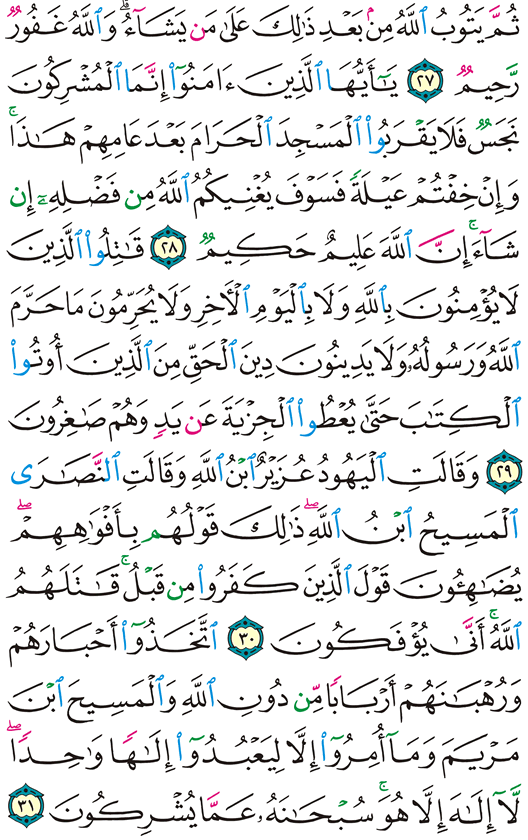 ثُمَّ يَتُوبُ ٱللَّهُ مِنۢ بَعْدِ ذَٰلِكَ عَلَىٰ مَن يَشَآءُ ۗ وَٱللَّهُ غَفُورٌ
رَّحِيمٌ ٢٧ يَـٰٓأَيُّهَا ٱلَّذِينَ ءَامَنُوٓا۟ إِنَّمَا ٱلْمُشْرِكُونَ
نَجَسٌ فَلَا يَقْرَبُوا۟ ٱلْمَسْجِدَ ٱلْحَرَامَ بَعْدَ عَامِهِمْ هَـٰذَا ۚ
وَإِنْ خِفْتُمْ عَيْلَةً فَسَوْفَ يُغْنِيكُمُ ٱللَّهُ مِن فَضْلِهِۦٓ إِن
شَآءَ ۚ إِنَّ ٱللَّهَ عَلِيمٌ حَكِيمٌ ٢٨ قَـٰتِلُوا۟ ٱلَّذِينَ
لَا يُؤْمِنُونَ بِٱللَّهِ وَلَا بِٱلْيَوْمِ ٱلْـَٔاخِرِ وَلَا يُحَرِّمُونَ مَا حَرَّمَ
ٱللَّهُ وَرَسُولُهُۥ وَلَا يَدِينُونَ دِينَ ٱلْحَقِّ مِنَ ٱلَّذِينَ أُوتُوا۟
ٱلْكِتَـٰبَ حَتَّىٰ يُعْطُوا۟ ٱلْجِزْيَةَ عَن يَدٍ وَهُمْ صَـٰغِرُونَ
٢٩ وَقَالَتِ ٱلْيَهُودُ عُزَيْرٌ ٱبْنُ ٱللَّهِ وَقَالَتِ ٱلنَّصَـٰرَى
ٱلْمَسِيحُ ٱبْنُ ٱللَّهِ ۖ ذَٰلِكَ قَوْلُهُم بِأَفْوَٰهِهِمْ ۖ
يُضَـٰهِـُٔونَ قَوْلَ ٱلَّذِينَ كَفَرُوا۟ مِن قَبْلُ ۚ قَـٰتَلَهُمُ
ٱللَّهُ ۚ أَنَّىٰ يُؤْفَكُونَ ٣٠ ٱتَّخَذُوٓا۟ أَحْبَارَهُمْ
وَرُهْبَـٰنَهُمْ أَرْبَابًا مِّن دُونِ ٱللَّهِ وَٱلْمَسِيحَ ٱبْنَ
مَرْيَمَ وَمَآ أُمِرُوٓا۟ إِلَّا لِيَعْبُدُوٓا۟ إِلَـٰهًا وَٰحِدًا ۖ
لَّآ إِلَـٰهَ إِلَّا هُوَ ۚ سُبْحَـٰنَهُۥ عَمَّا يُشْرِكُونَ ٣١